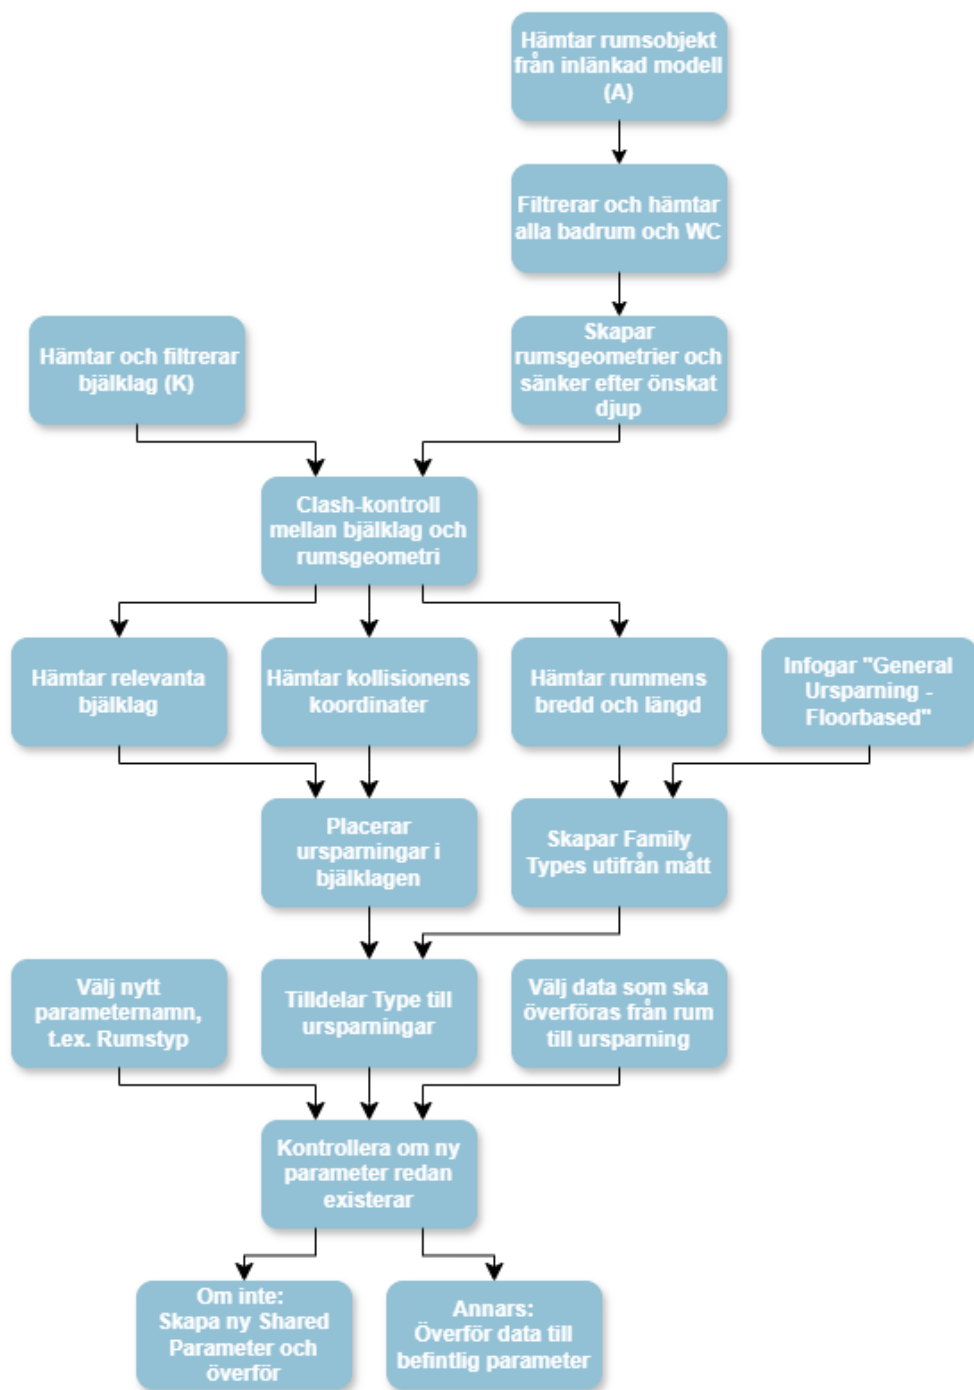 Hämtar rumsobjekt
från inlänkad modell
(A)
Filtrerar och hämtar
alla badrum och WC
Hämtar och filtrerar
bjälklag (K)
Skapar
rumsgeometrier och
sänker efter önskat
djup
Clash-kontroll
mellan bjälklag och
rumsgeometri
Hämtar relevanta
bjälklag
Hämtar kollisionens
koordinater
Hämtar rummens
bredd och längd
Infogar "General
Ursparning -
Floorbased"
Placerar
ursparningar i
bjälklagen
Skapar Family
Types utifrån mått
Välj nytt
parameternamn,
t.ex. Rumstyp
Tilldelar Type till
ursparningar
Välj data som ska
överföras från rum
till ursparning
Kontrollera om ny
parameter redan
existerar
Om inte:
Skapa ny Shared
Parameter och
överför
Annars:
Överför data till
befintlig parameter